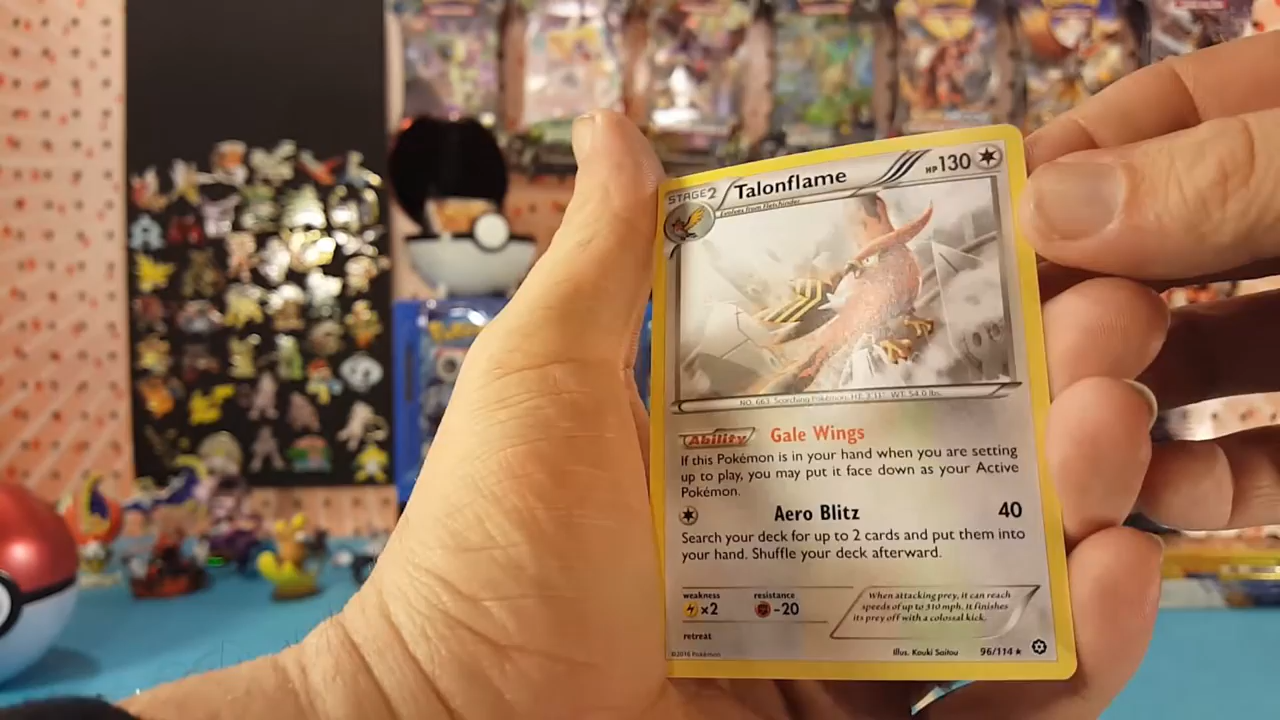 STAGE2 Talonflame HP130
Evolves from Fletchinder
NO. 663 Scorching Pokémon HT: 3'11" WT: 54.0 lbs.
Ability Gale Wings
If this Pokémon is in your hand when you are setting
up to play, you may put it face down as your Active
Pokémon.
Aero Blitz 40
Search your deck for up to 2 cards and put them into
your hand. Shuffle your deck afterward.
weakness resistance
×2 -20
When attacking prey, it can reach
speeds of up to 310 mph. It finishes
its prey off with a colossal kick.
retreat
©2016 Pokémon
Illus. Kouki Saitou 96/114 ★